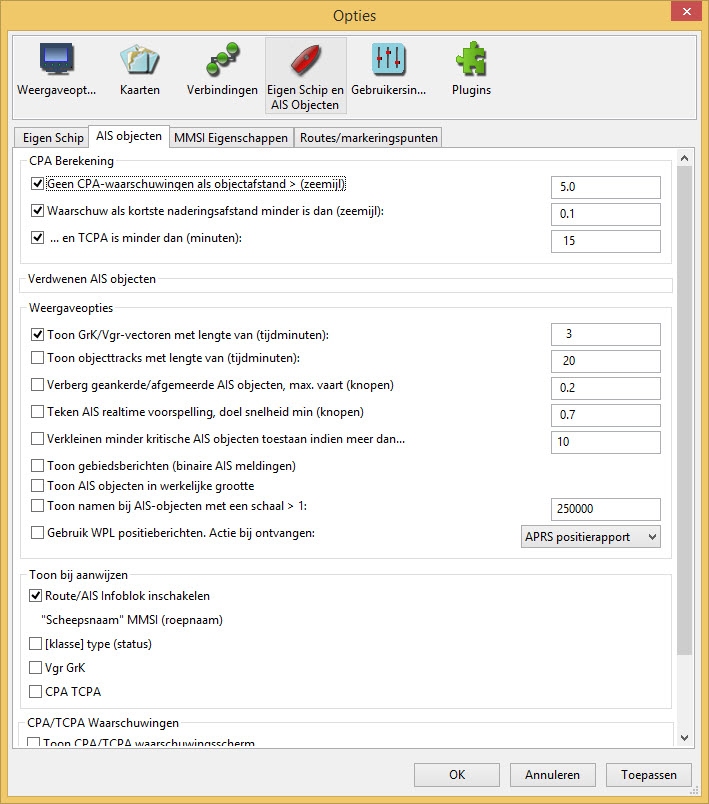 Opties
Weergaveopt...
Kaarten
Verbindingen
Eigen Schip en
AIS Objecten
Gebruikersin...
Plugins
Eigen Schip
AIS objecten
MMSI Eigenschappen
Routes/markeringspunten
CPA Berekening
Geen CPA-waarschuwingen als objectafstand > (zeemijl)
5.0
Waarschuw als kortste naderingsafstand minder is dan (zeemijl):
0.1
... en TCPA is minder dan (minuten):
15
Verdwenen AIS objecten
Weergaveopties
Toon GrK/Vgr-vectoren met lengte van (tijdminuten):
3
Toon objecttracks met lengte van (tijdminuten):
20
Verberg geankerde/afgemeerde AIS objecten, max. vaart (knopen)
0.2
Teken AIS realtime voorspelling, doel snelheid min (knopen)
0.7
Verkleinen minder kritische AIS objecten toestaan indien meer dan...
10
Toon gebiedsberichten (binaire AIS meldingen)
Toon AIS objecten in werkelijke grootte
Toon namen bij AIS-objecten met een schaal > 1:
250000
Gebruik WPL positieberichten. Actie bij ontvangen:
APRS positierapport
Toon bij aanwijzen
Route/AIS Infoblok inschakelen
"Scheepsnaam" MMSI (roepnaam)
[klasse] type (status)
Vgr GrK
CPA TCPA
CPA/TCPA Waarschuwingen
Toon CPA/TCPA waarschuwingsscherm
OK
Annuleren
Toepassen